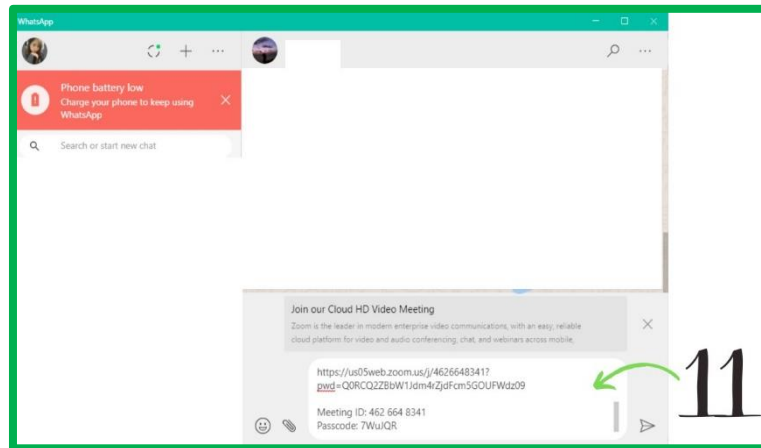 WhatsApp
Phone battery low
Charge your phone to keep using
WhatsApp
Search or start new chat
Join our Cloud HD Video Meeting
Zoom is the leader in modern enterprise video communications, with an easy, reliable
cloud platform for video and audio conferencing, chat, and webinars across mobile,
https://us05web.zoom.us/j/4626648341?
pwd=Q0RCQ2ZBbW1Jdm4rZjdFcm5GOUFWdz09
Meeting ID: 462 664 8341
Passcode: 7WuJQR
11